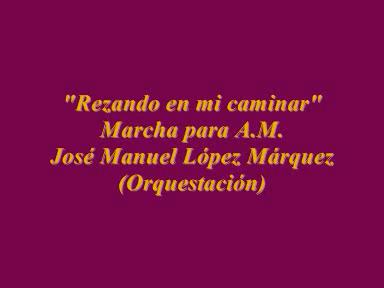 "Rezando en mi caminar"
Marcha para A.M.
José Manuel López Márquez
(Orquestación)